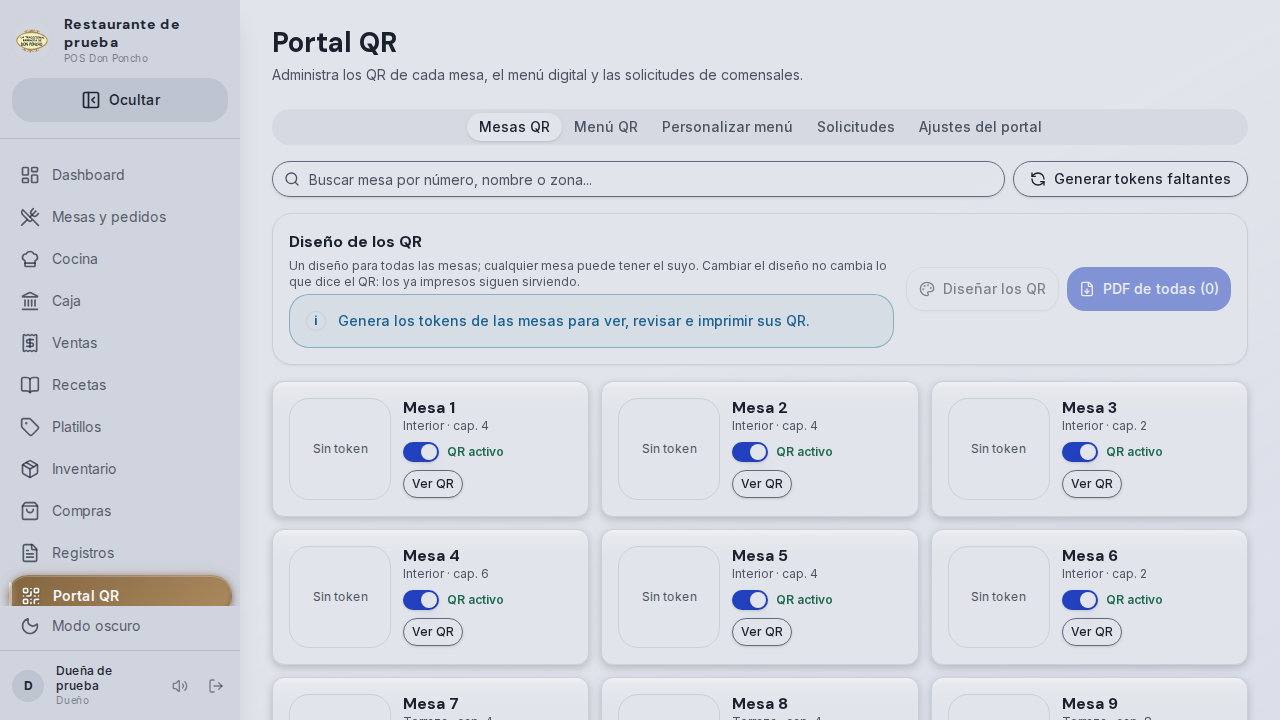 Restaurante de
prueba
POS Don Poncho
Ocultar
Dashboard
Mesas y pedidos
Cocina
Caja
Ventas
Recetas
Platillos
Inventario
Compras
Registros
Portal QR
Modo oscuro
D
Dueña de
prueba
Dueño
Portal QR
Administra los QR de cada mesa, el menú digital y las solicitudes de comensales.
Mesas QR
Menú QR
Personalizar menú
Solicitudes
Ajustes del portal
Buscar mesa por número, nombre o zona...
Generar tokens faltantes
Diseño de los QR
Un diseño para todas las mesas; cualquier mesa puede tener el suyo. Cambiar el diseño no cambia lo
que dice el QR: los ya impresos siguen sirviendo.
i
Genera los tokens de las mesas para ver, revisar e imprimir sus QR.
Diseñar los QR
PDF de todas (0)
Sin token
Mesa 1
Interior · cap. 4
QR activo
Ver QR
Sin token
Mesa 2
Interior · cap. 4
QR activo
Ver QR
Sin token
Mesa 3
Interior · cap. 2
QR activo
Ver QR
Sin token
Mesa 4
Interior · cap. 6
QR activo
Ver QR
Sin token
Mesa 5
Interior · cap. 4
QR activo
Ver QR
Sin token
Mesa 6
Interior · cap. 2
QR activo
Ver QR
Mesa 7
Mesa 8
Mesa 9